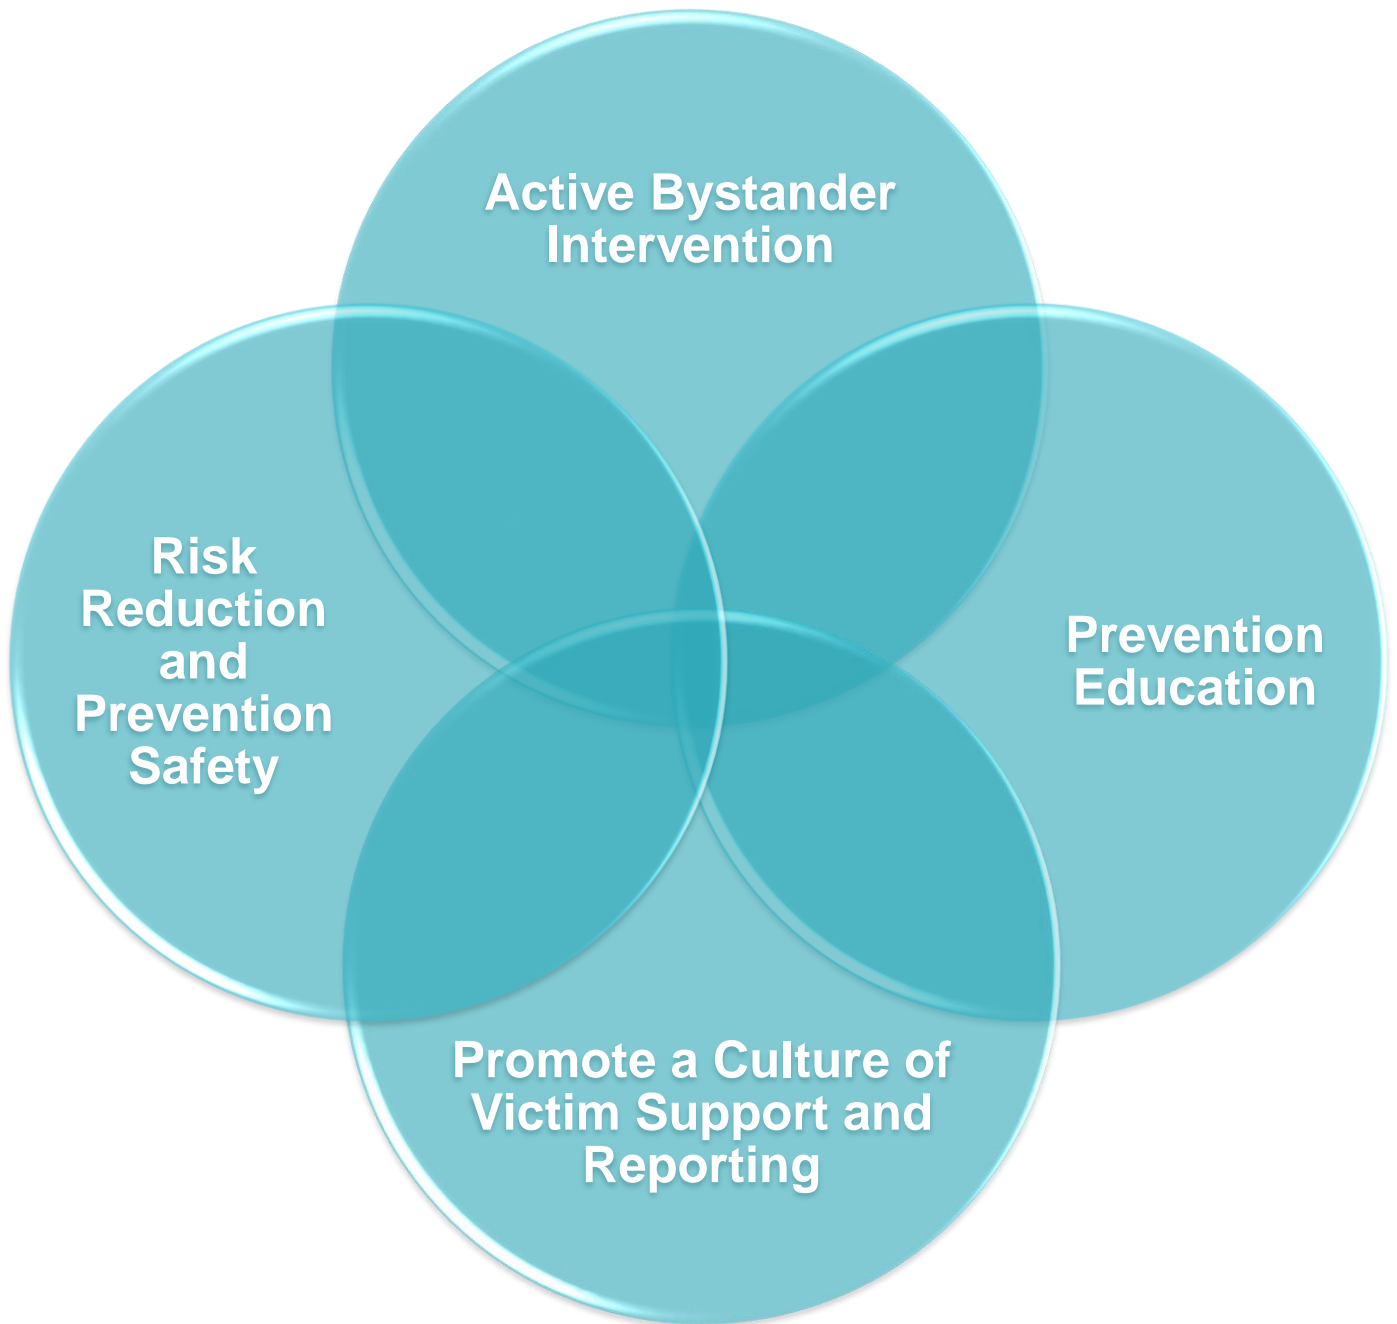 Active Bystander
Intervention
Risk
Reduction
and
Prevention
Safety
Prevention
Education
Promote a Culture of
Victim Support and
Reporting